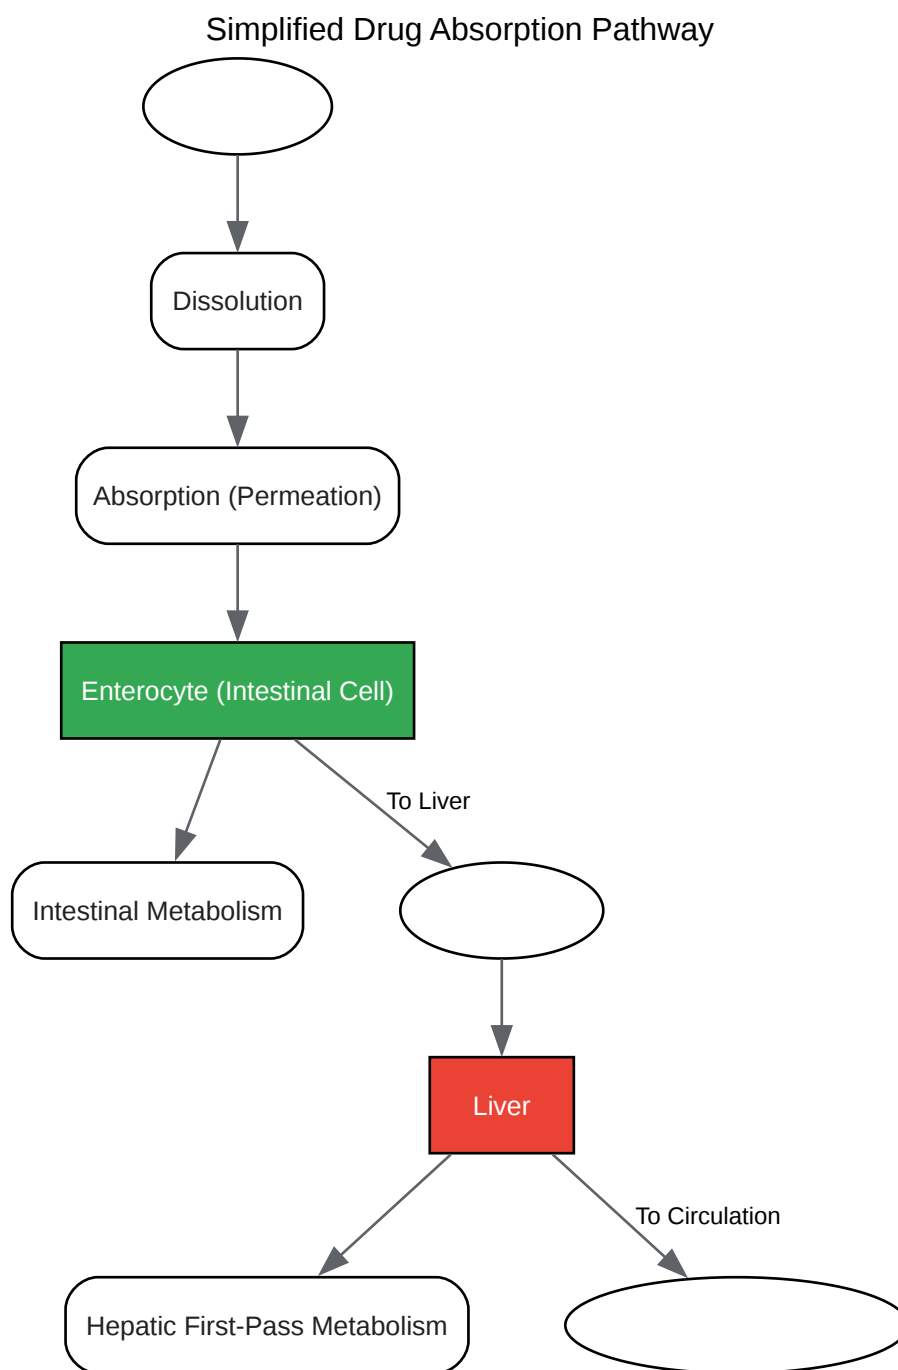 Simplified Drug Absorption Pathway
Dissolution
Absorption (Permeation)
Enterocyte (Intestinal Cell)
To Liver
Intestinal Metabolism
Liver
To Circulation
Hepatic First-Pass Metabolism